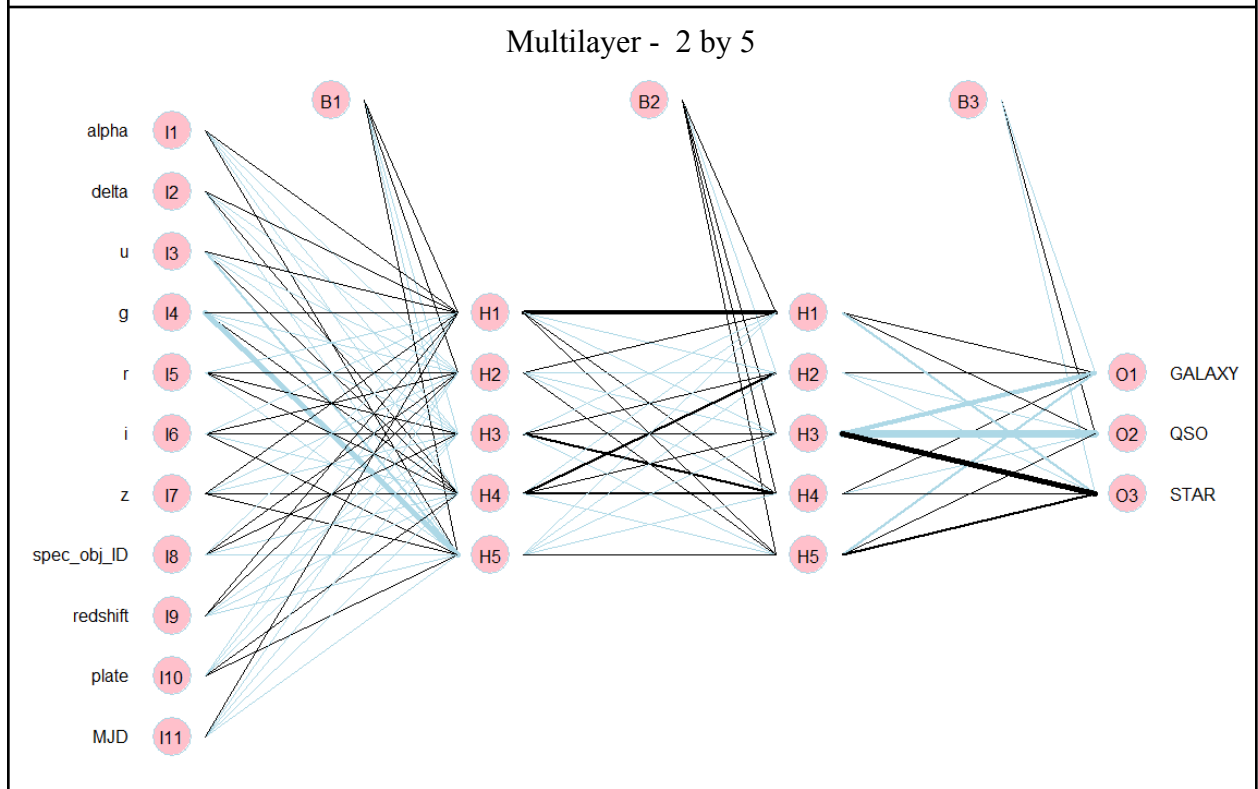 Multilayer - 2 by 5
B1 B2 B3
alpha I1
delta I2
u I3
g I4 H1 H1
r I5 H2 H2 O1 GALAXY
i I6 H3 H3 O2 QSO
z I7 H4 H4 O3 STAR
spec_obj_ID I8 H5 H5
redshift I9
plate I10
MJD I11